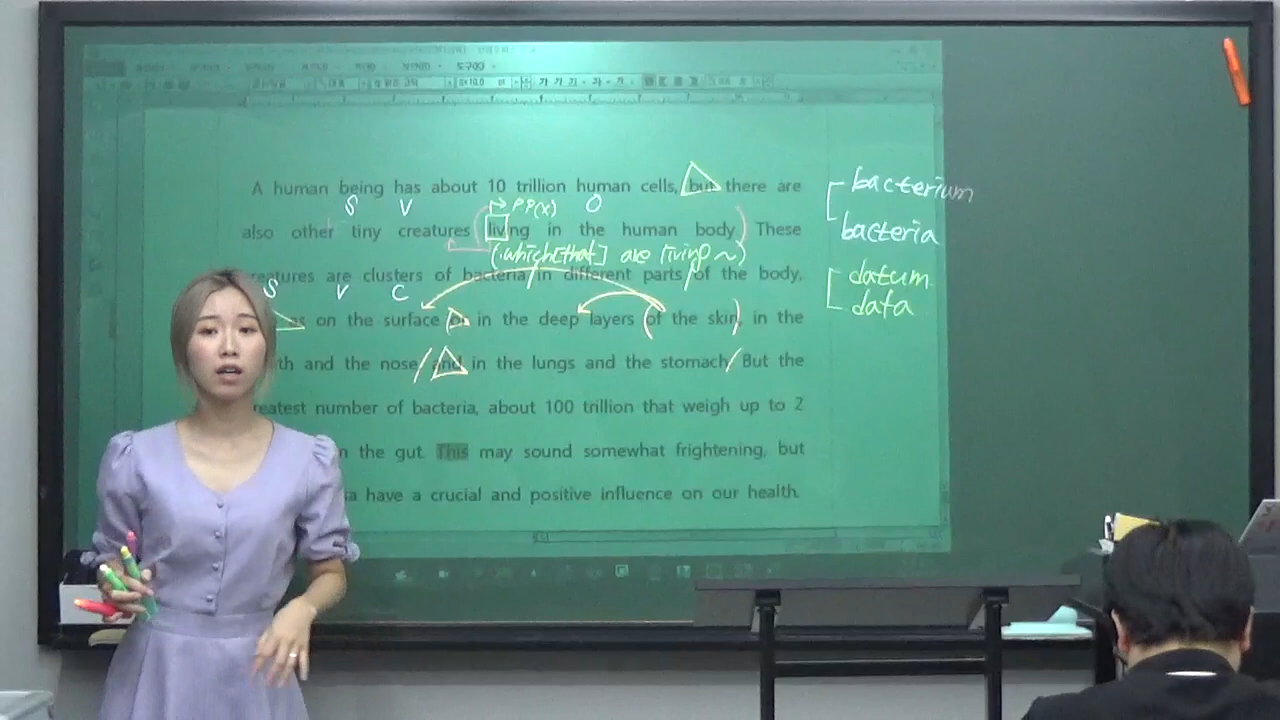 A human being has about 10 trillion human cells, but there are
S V PP(x) O
also other tiny creatures living in the human body. These
(which[that] are living ~)
creatures are clusters of bacteria in different parts of the body,
S V C
on the surface or in the deep layers of the skin, in the
and the nose and in the lungs and the stomach. But the
greatest number of bacteria, about 100 trillion that weigh up to 2
the gut. This may sound somewhat frightening, but
have a crucial and positive influence on our health.
bacterium
bacteria
datum
data